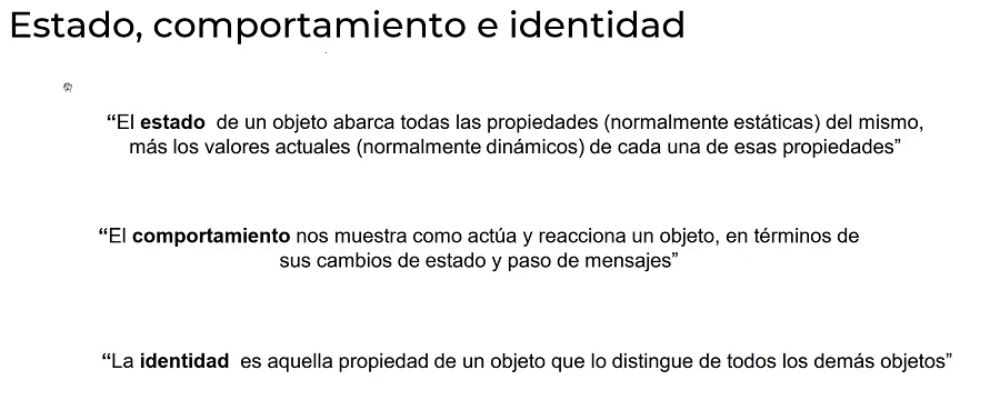 Estado, comportamiento e identidad
“El estado de un objeto abarca todas las propiedades (normalmente estáticas) del mismo,
más los valores actuales (normalmente dinámicos) de cada una de esas propiedades”
“El comportamiento nos muestra como actúa y reacciona un objeto, en términos de
sus cambios de estado y paso de mensajes”
“La identidad es aquella propiedad de un objeto que lo distingue de todos los demás objetos”